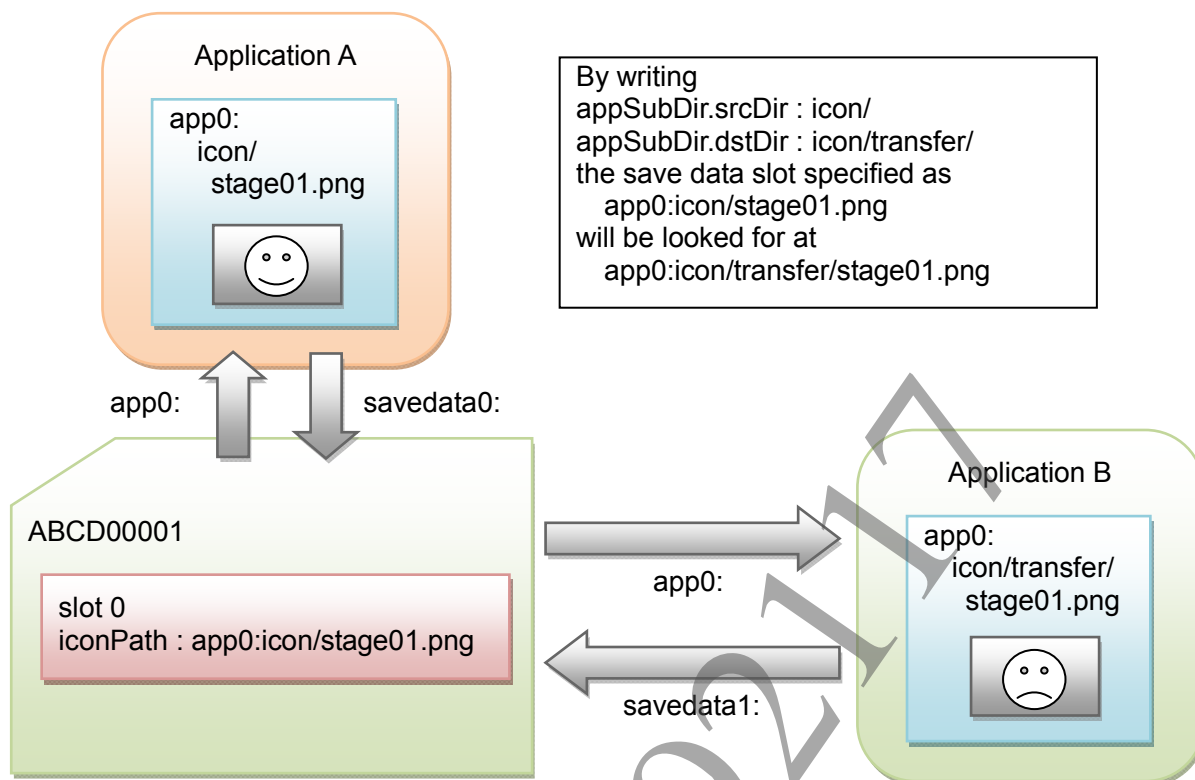 Application A
app0:
icon/
stage01.png
By writing
appSubDir.srcDir : icon/
appSubDir.dstDir : icon/transfer/
the save data slot specified as
app0:icon/stage01.png
will be looked for at
app0:icon/transfer/stage01.png
app0:
savedata0:
ABCD00001
slot 0
iconPath : app0:icon/stage01.png
app0:
savedata1:
Application B
app0:
icon/transfer/
stage01.png